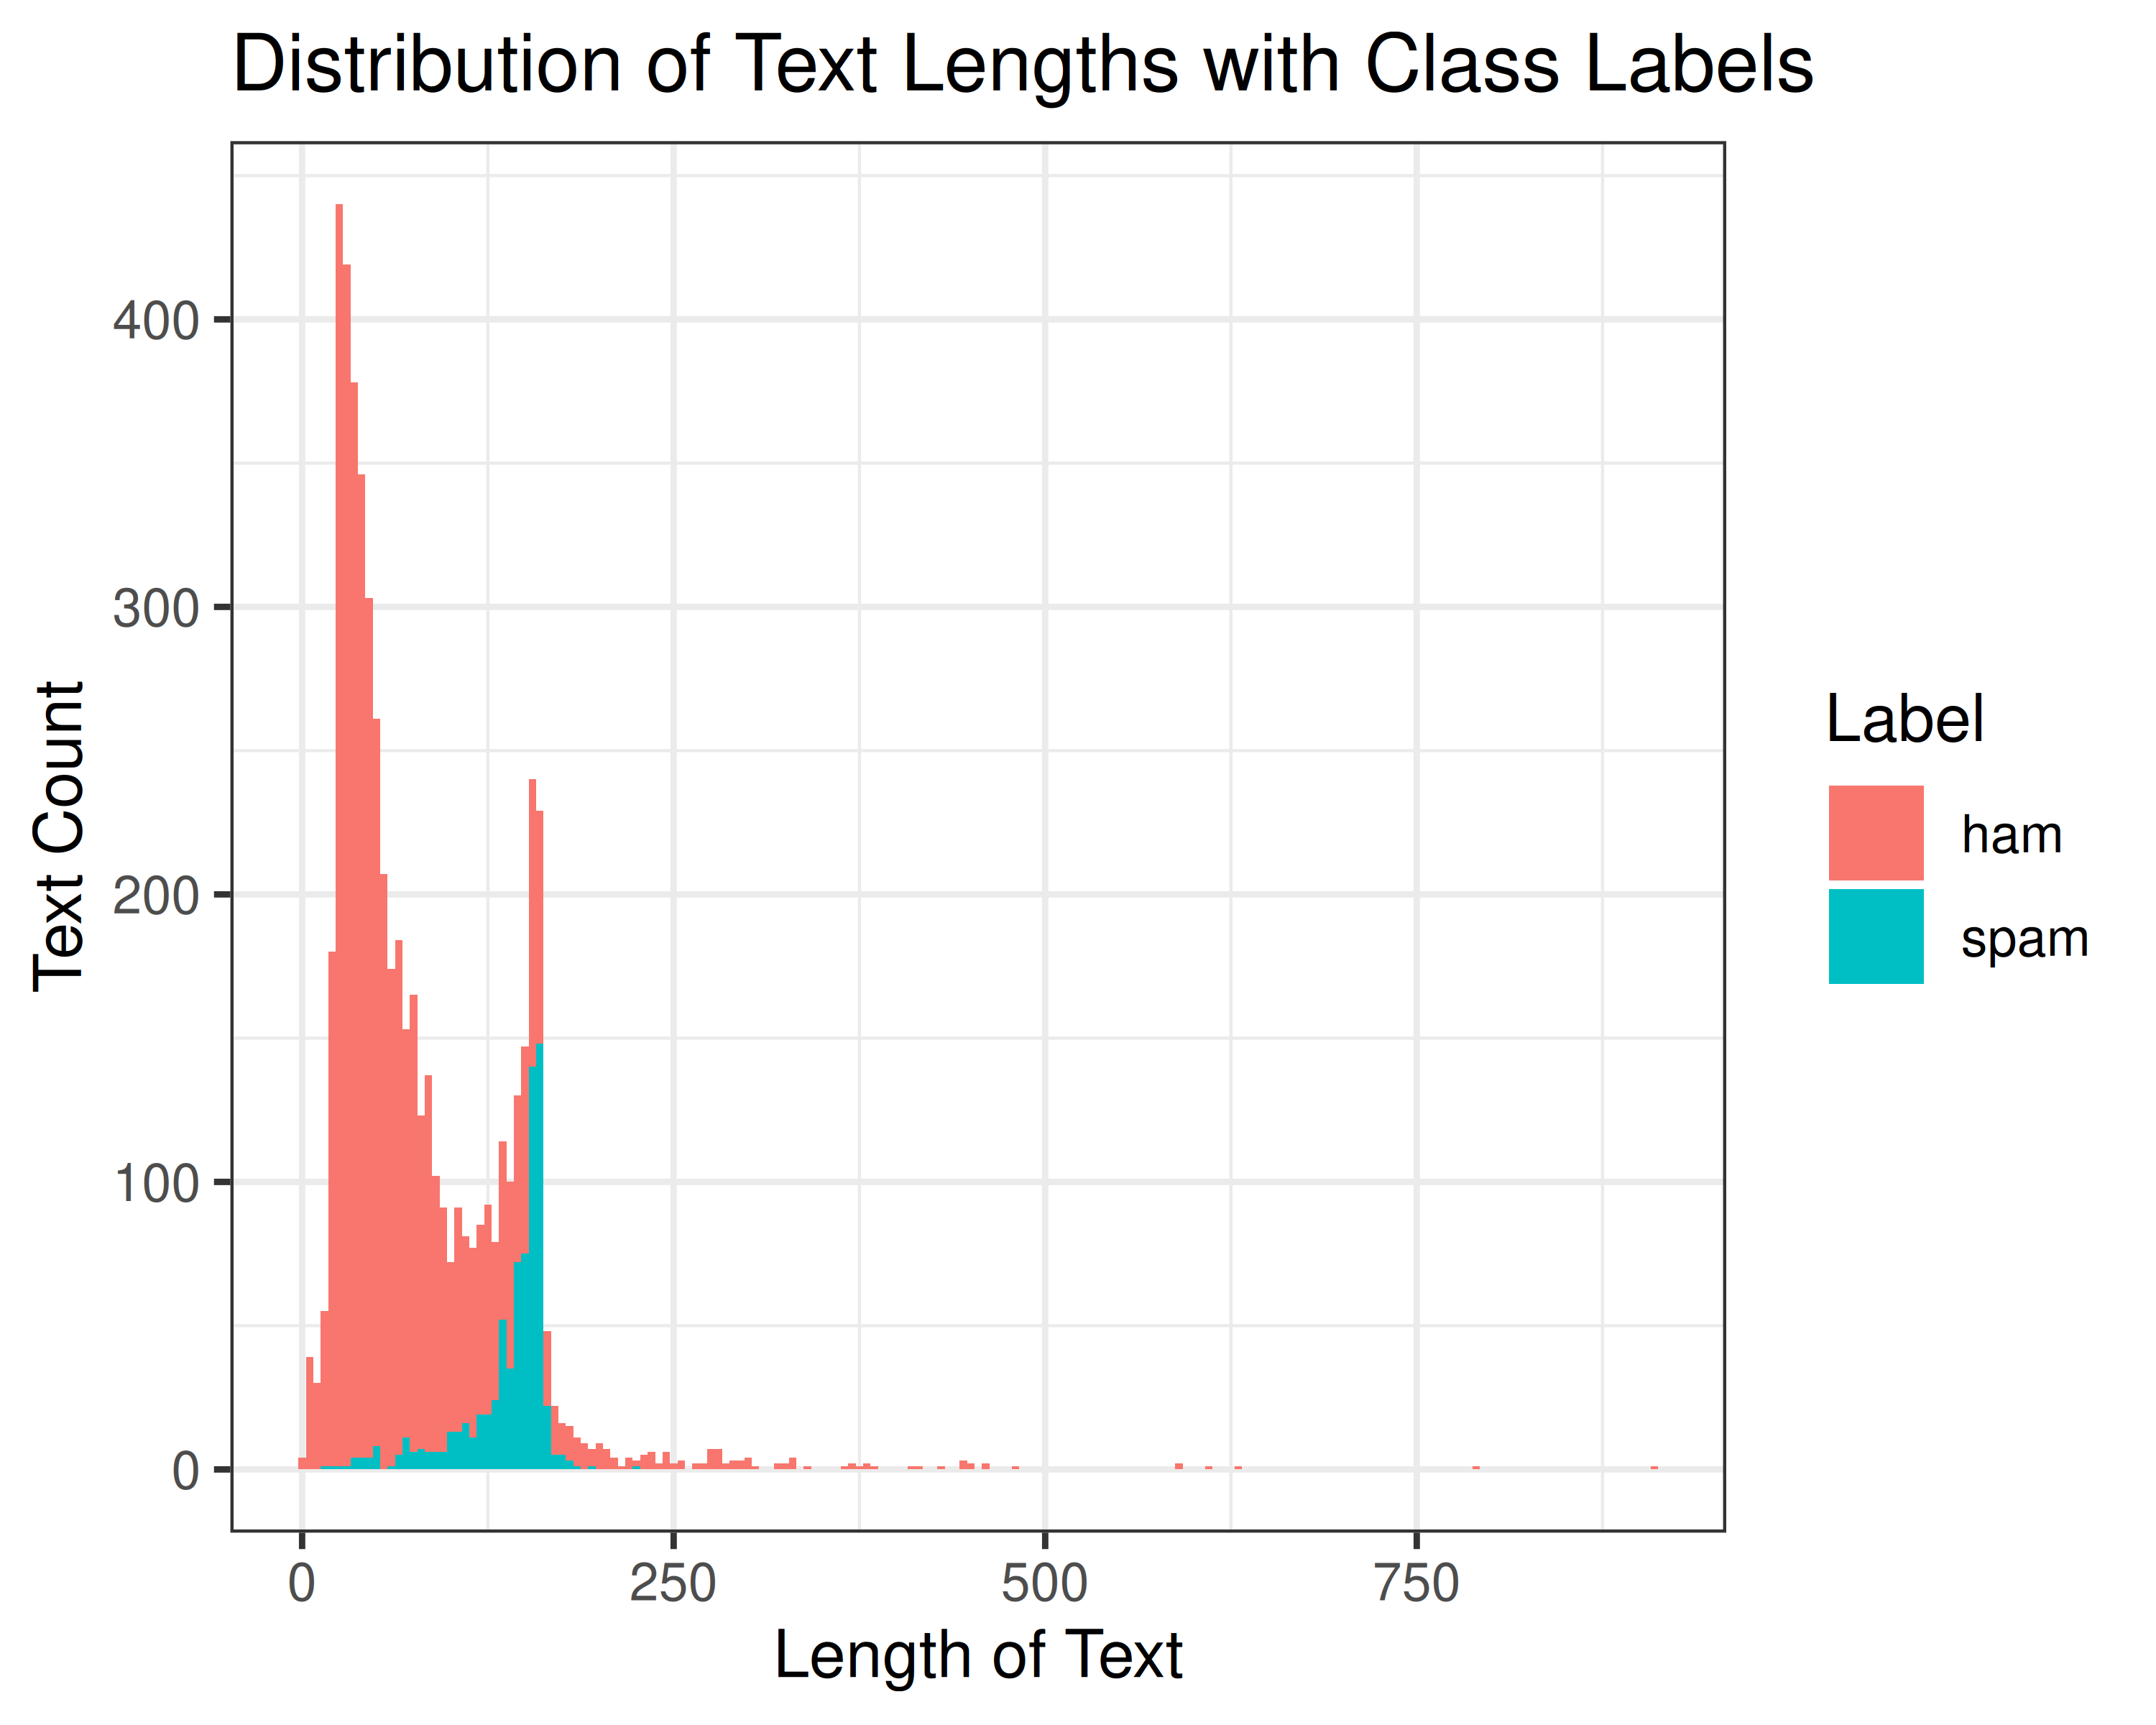 Distribution of Text Lengths with Class Labels
Text Count
400
300
200
100
0
0 250 500 750
Length of Text
Label
ham
spam